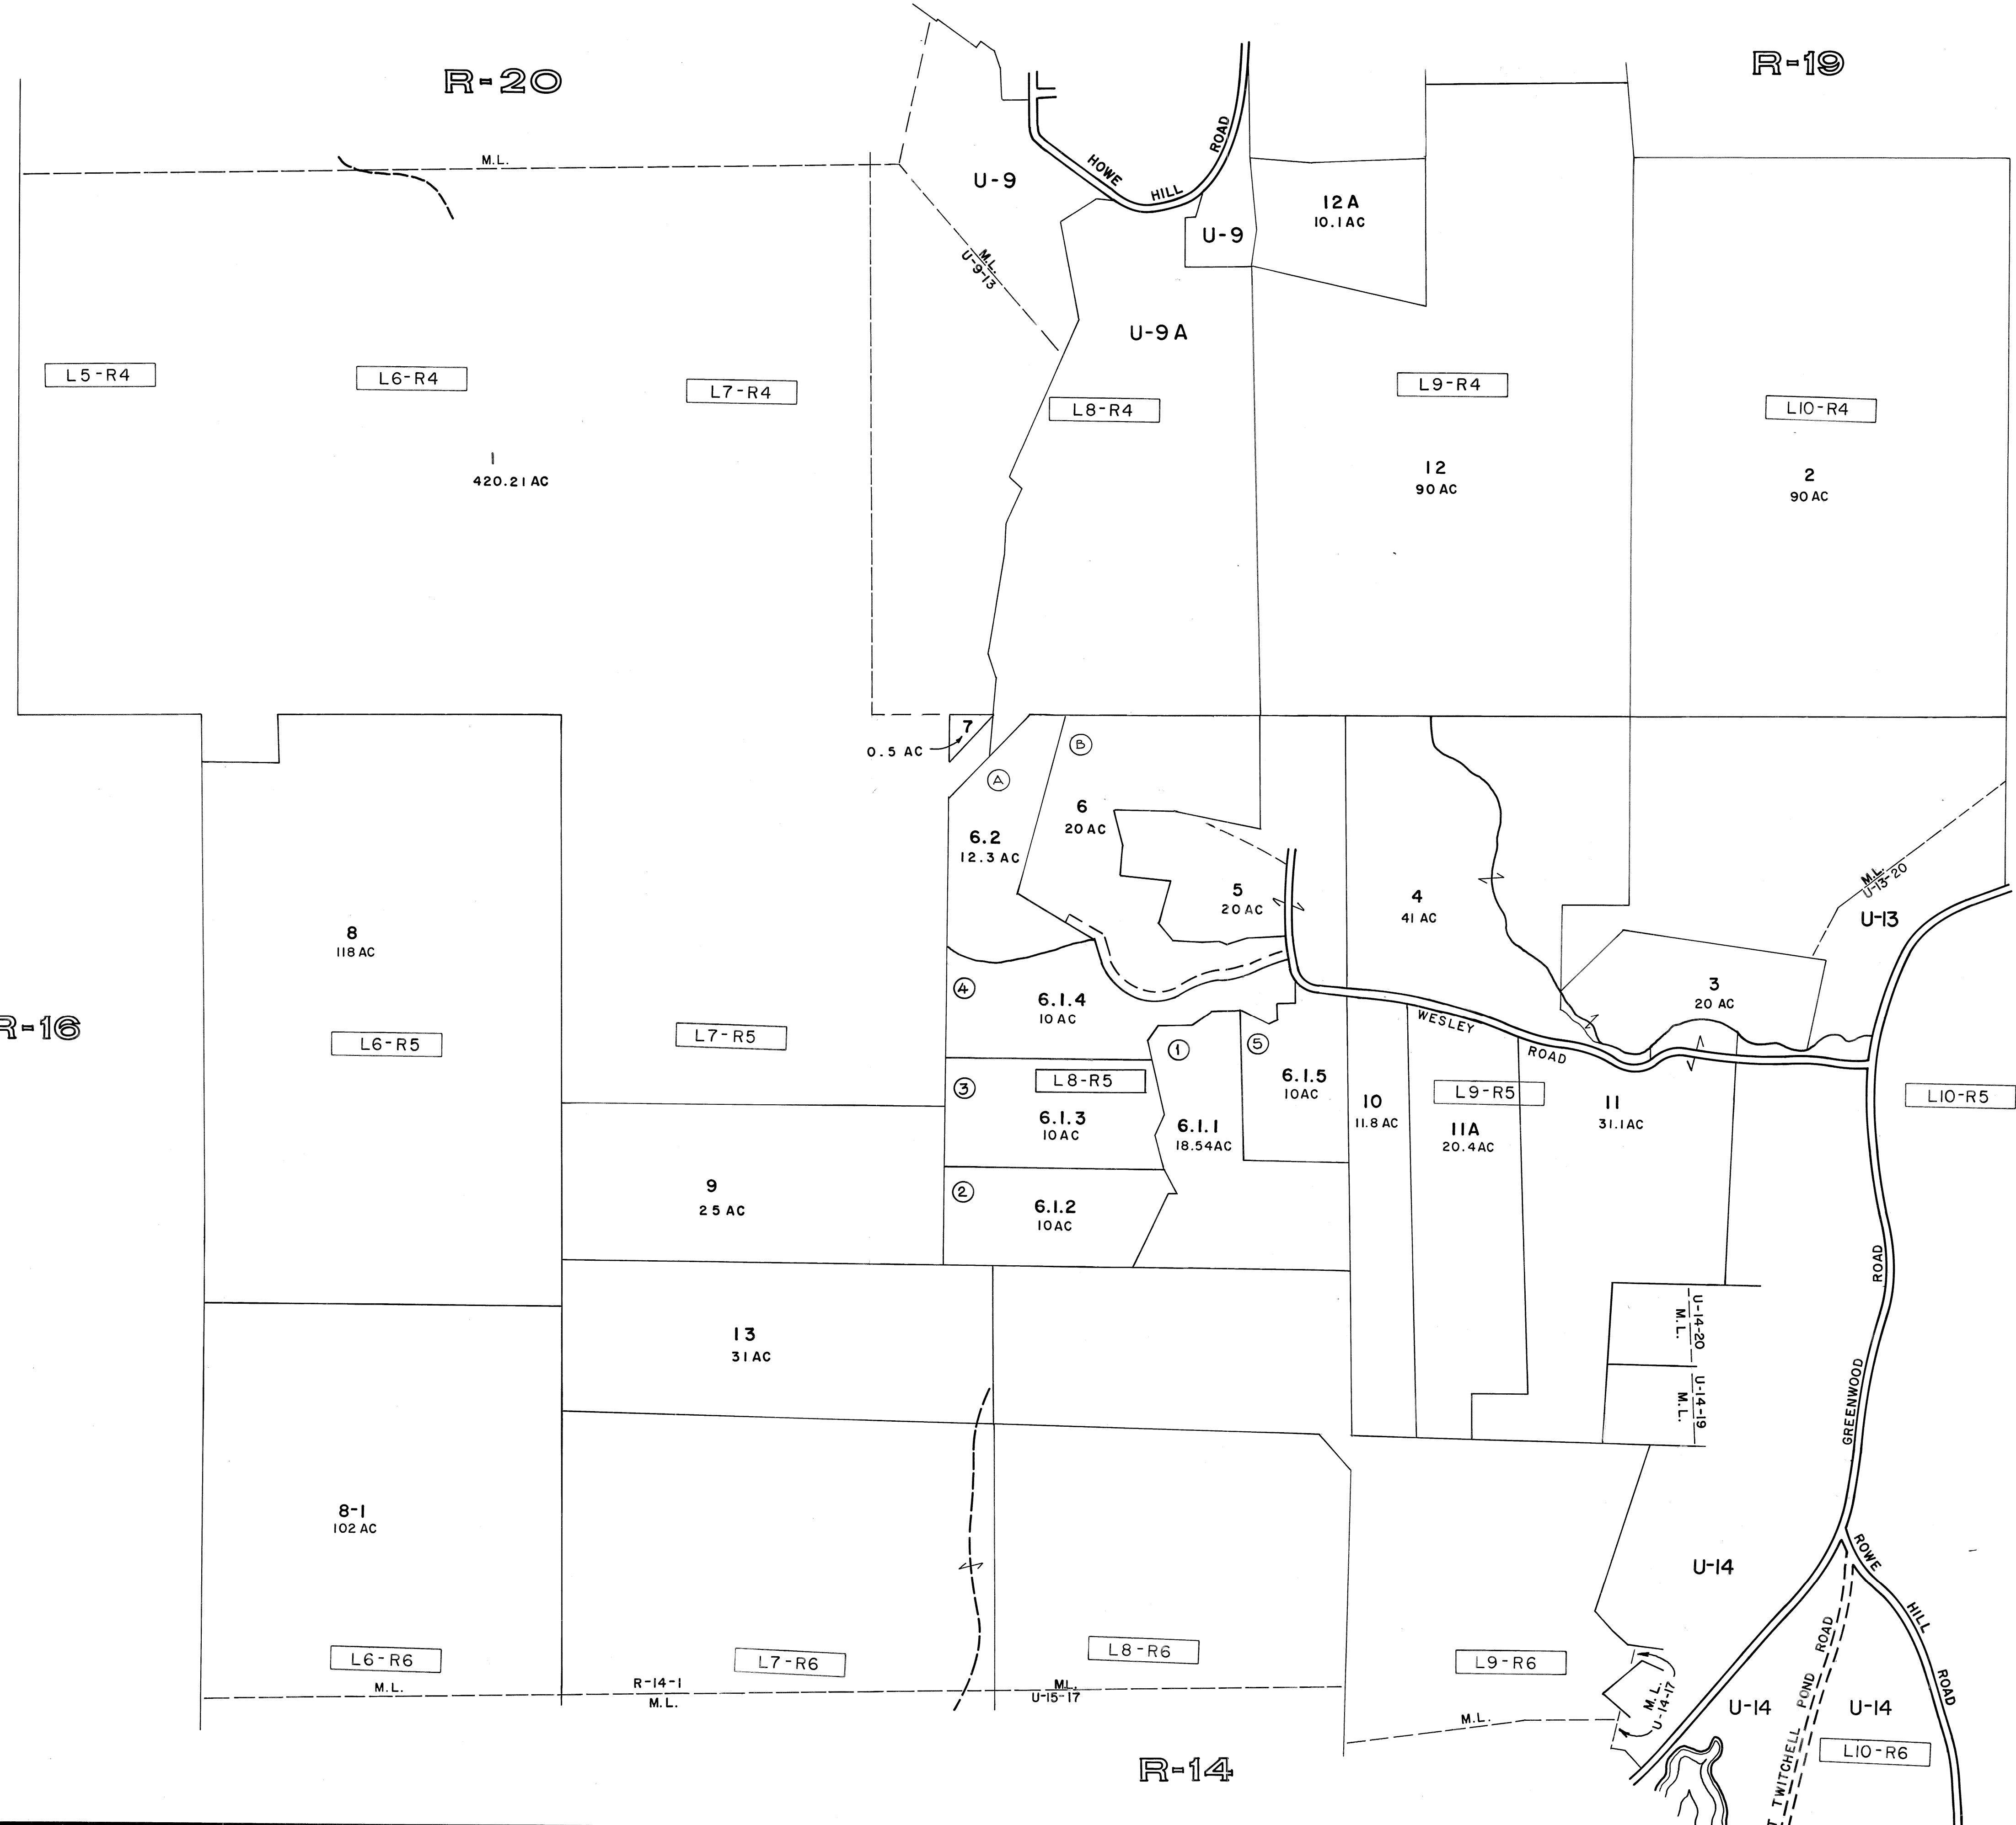 R-20
R-19
M.L.
U-9
HOWE
HILL
ROAD
M.L.
U-9-13
U-9
12A
10.1 AC
U-9A
L5-R4
L6-R4
L7-R4
L8-R4
L9-R4
L10-R4
1
420.21 AC
12
90 AC
2
90 AC
7
0.5 AC
A
B
6
20 AC
6.2
12.3 AC
5
20 AC
4
41 AC
M.L.
U-13-20
U-13
8
118 AC
3
20 AC
R-16
L6-R5
L7-R5
4
6.1.4
10 AC
WESLEY
ROAD
1
5
3
L8-R5
6.1.3
10 AC
6.1.1
18.54 AC
6.1.5
10 AC
10
11.8 AC
L9-R5
11A
20.4 AC
11
31.1 AC
L10-R5
9
25 AC
2
6.1.2
10 AC
13
31 AC
U-14-20
M.L.
U-14-19
M.L.
GREENWOOD
ROAD
8-1
102 AC
U-14
ROWE
HILL
ROAD
L6-R6
L7-R6
L8-R6
L9-R6
M.L.
R-14-1
M.L.
M.L.
U-15-17
M.L.
M.L.
U-14-17
U-14
U-14
L10-R6
TWITCHELL POND ROAD
R-14